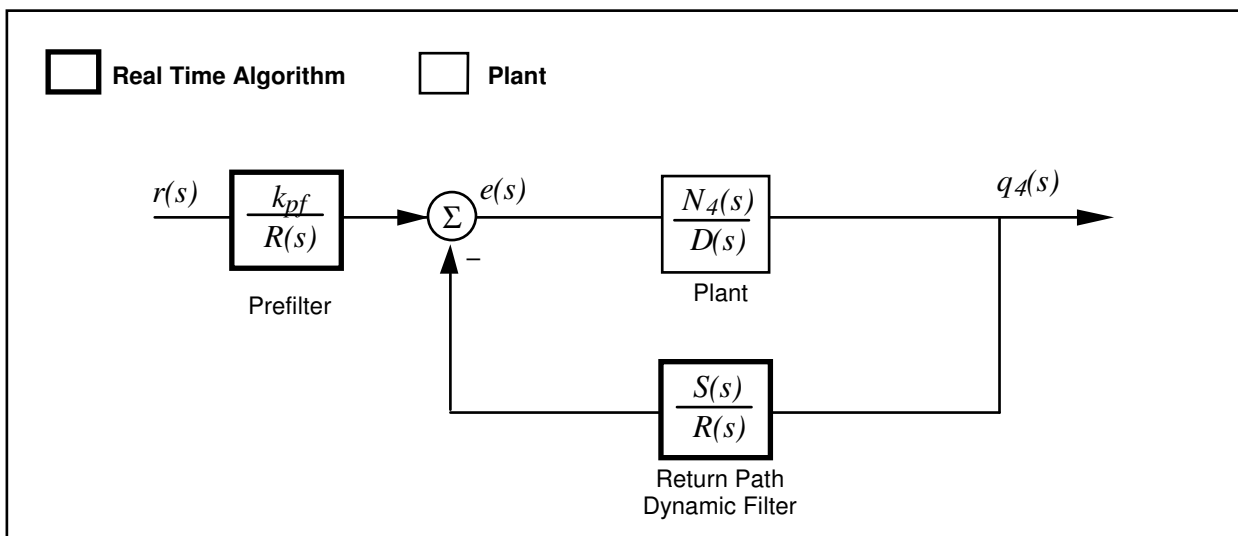 Real Time Algorithm
Plant
r(s)
k_pf
R(s)
Prefilter
Σ
e(s)
–
N_4(s)
D(s)
Plant
q_4(s)
S(s)
R(s)
Return Path
Dynamic Filter